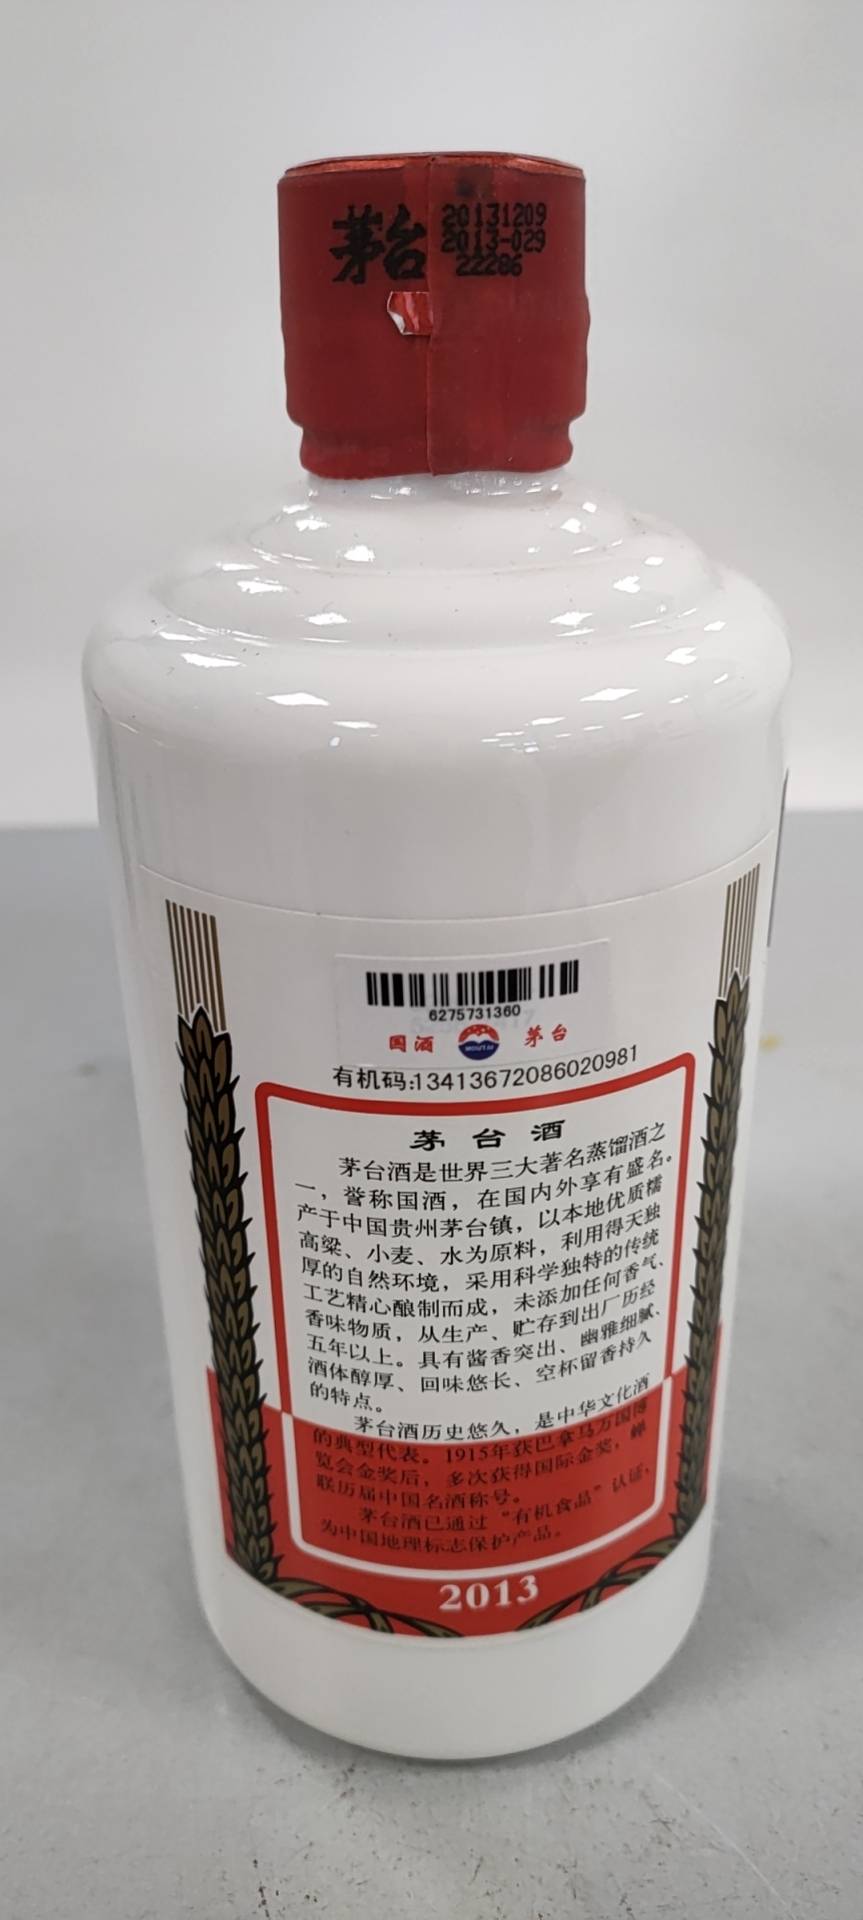 茅台
20131209
2013-029
22286
6275731360
国酒 MOUTAI 茅台
有机码:13413672086020981
茅台酒
茅台酒是世界三大著名蒸馏酒之
一，誉称国酒，在国内外享有盛名。
产于中国贵州茅台镇，以本地优质糯
高粱、小麦、水为原料，利用得天独
厚的自然环境，采用科学独特的传统
工艺精心酿制而成，未添加任何香气、
香味物质，从生产、贮存到出厂历经
五年以上。具有酱香突出、幽雅细腻、
酒体醇厚、回味悠长、空杯留香持久
的特点。
茅台酒历史悠久，是中华文化酒
的典型代表。1915年获巴拿马万国博
览会金奖后，多次获得国际金奖，蝉
联历届中国名酒称号。
茅台酒已通过“有机食品”认证，
为中国地理标志保护产品。
2013